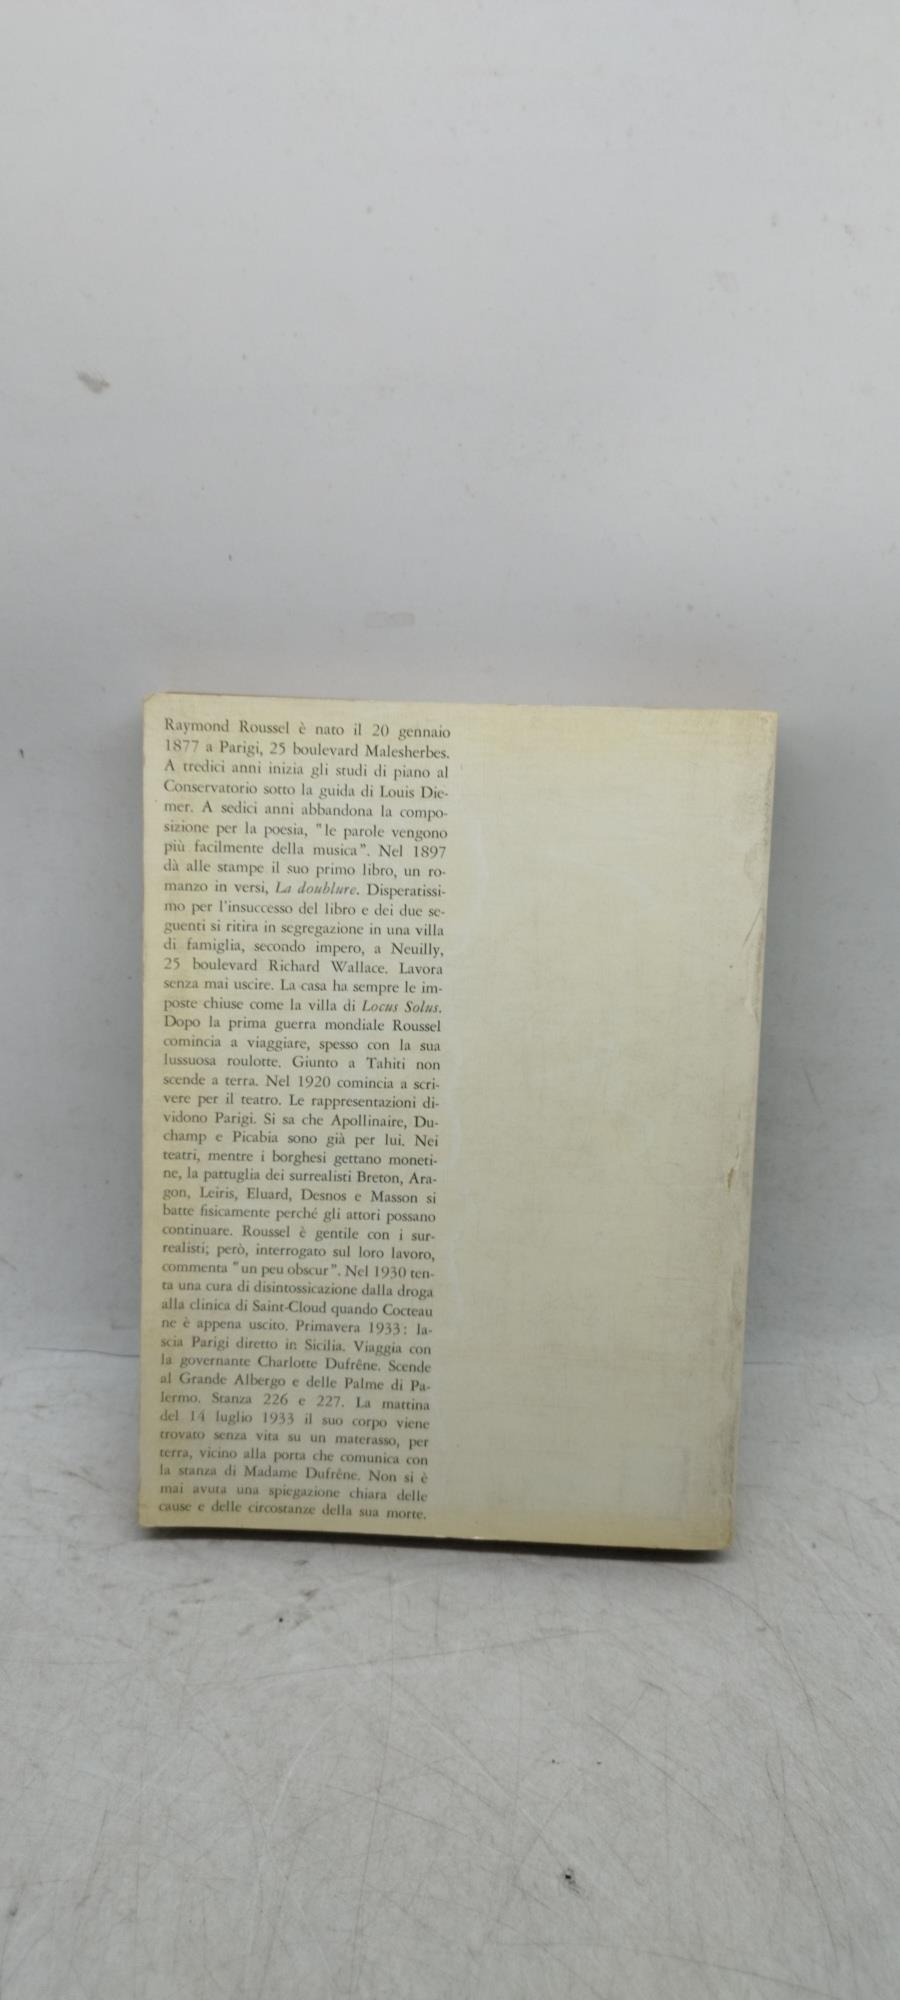 Raymond Roussel è nato il 20 gennaio
1877 a Parigi, 25 boulevard Malesherbes.
A tredici anni inizia gli studi di piano al
Conservatorio sotto la guida di Louis Die-
mer. A sedici anni abbandona la compo-
sizione per la poesia, "le parole vengono
più facilmente della musica". Nel 1897
dà alle stampe il suo primo libro, un ro-
manzo in versi, La doublure. Disperatissi-
mo per l'insuccesso del libro e dei due se-
guenti si ritira in segregazione in una villa
di famiglia, secondo impero, a Neuilly,
25 boulevard Richard Wallace. Lavora
senza mai uscire. La casa ha sempre le im-
poste chiuse come la villa di Locus Solus.
Dopo la prima guerra mondiale Roussel
comincia a viaggiare, spesso con la sua
lussuosa roulotte. Giunto a Tahiti non
scende a terra. Nel 1920 comincia a scri-
vere per il teatro. Le rappresentazioni di-
vidono Parigi. Si sa che Apollinaire, Du-
champ e Picabia sono già per lui. Nei
teatri, mentre i borghesi gettano moneti-
ne, la pattuglia dei surrealisti Breton, Ara-
gon, Leiris, Eluard, Desnos e Masson si
batte fisicamente perché gli attori possano
continuare. Roussel è gentile con i sur-
realisti; però, interrogato sul loro lavoro,
commenta "un peu obscur". Nel 1930 ten-
ta una cura di disintossicazione dalla droga
alla clinica di Saint-Cloud quando Cocteau
ne è appena uscito. Primavera 1933: la-
scia Parigi diretto in Sicilia. Viaggia con
la governante Charlotte Dufrêne. Scende
al Grande Albergo e delle Palme di Pa-
lermo. Stanza 226 e 227. La mattina
del 14 luglio 1933 il suo corpo viene
trovato senza vita su un materasso, per
terra, vicino alla porta che comunica con
la stanza di Madame Dufrêne. Non si è
mai avuta una spiegazione chiara delle
cause e delle circostanze della sua morte.